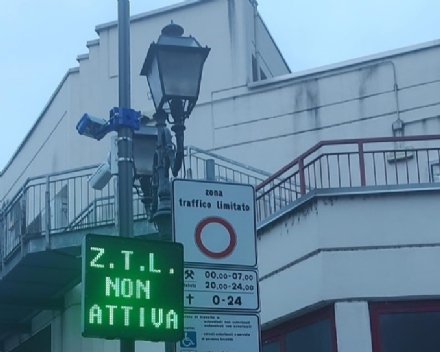 zona
traffico limitato
00.00-07.00
20.00-24.00
0-24
Z.T.L.
NON
ATTIVA